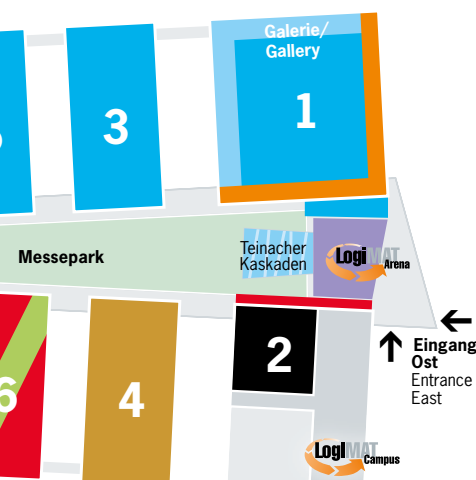 Galerie/
Gallery
1
3
Messepark
Teinacher
Kaskaden
LogiMAT
Arena
Eingang
Ost
Entrance
East
2
4
6
LogiMAT
Campus